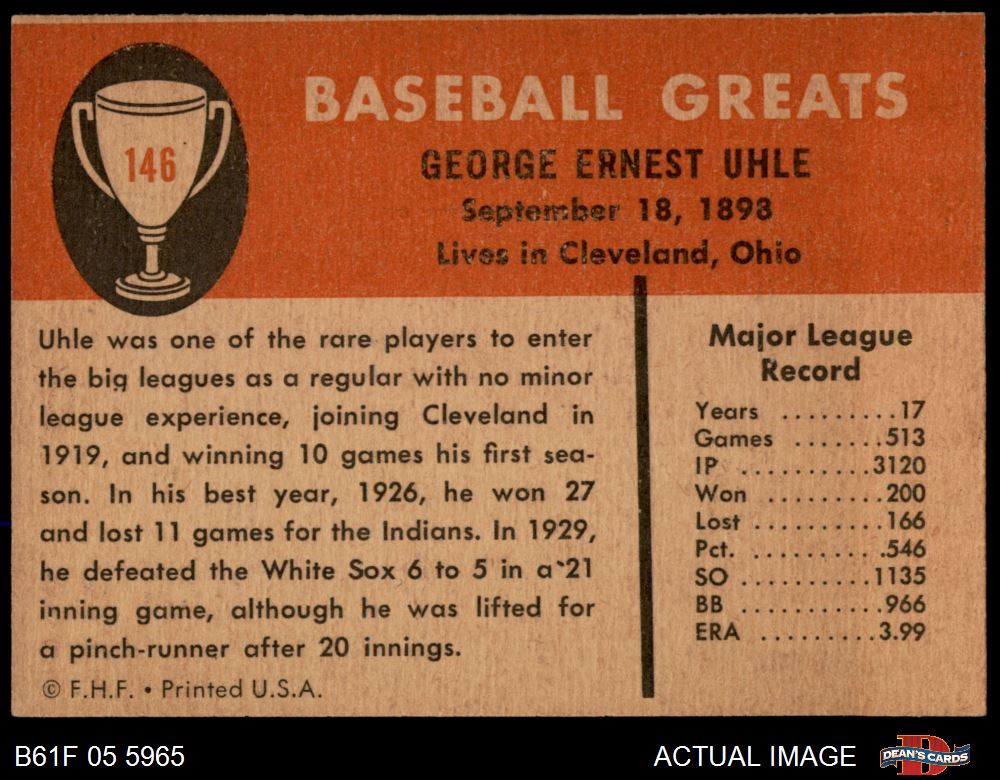 146
BASEBALL GREATS
GEORGE ERNEST UHLE
September 18, 1898
Lives in Cleveland, Ohio
Uhle was one of the rare players to enter
the big leagues as a regular with no minor
league experience, joining Cleveland in
1919, and winning 10 games his first sea-
son. In his best year, 1926, he won 27
and lost 11 games for the Indians. In 1929,
he defeated the White Sox 6 to 5 in a 21
inning game, although he was lifted for
a pinch-runner after 20 innings.
© F.H.F. • Printed U.S.A.
Major League
Record
Years .........17
Games .......513
IP ..........3120
Won .........200
Lost ..........166
Pct. ..........546
SO ..........1135
BB ...........966
ERA .........3.99
B61F 05 5965
ACTUAL IMAGE
D
DEAN'S CARDS